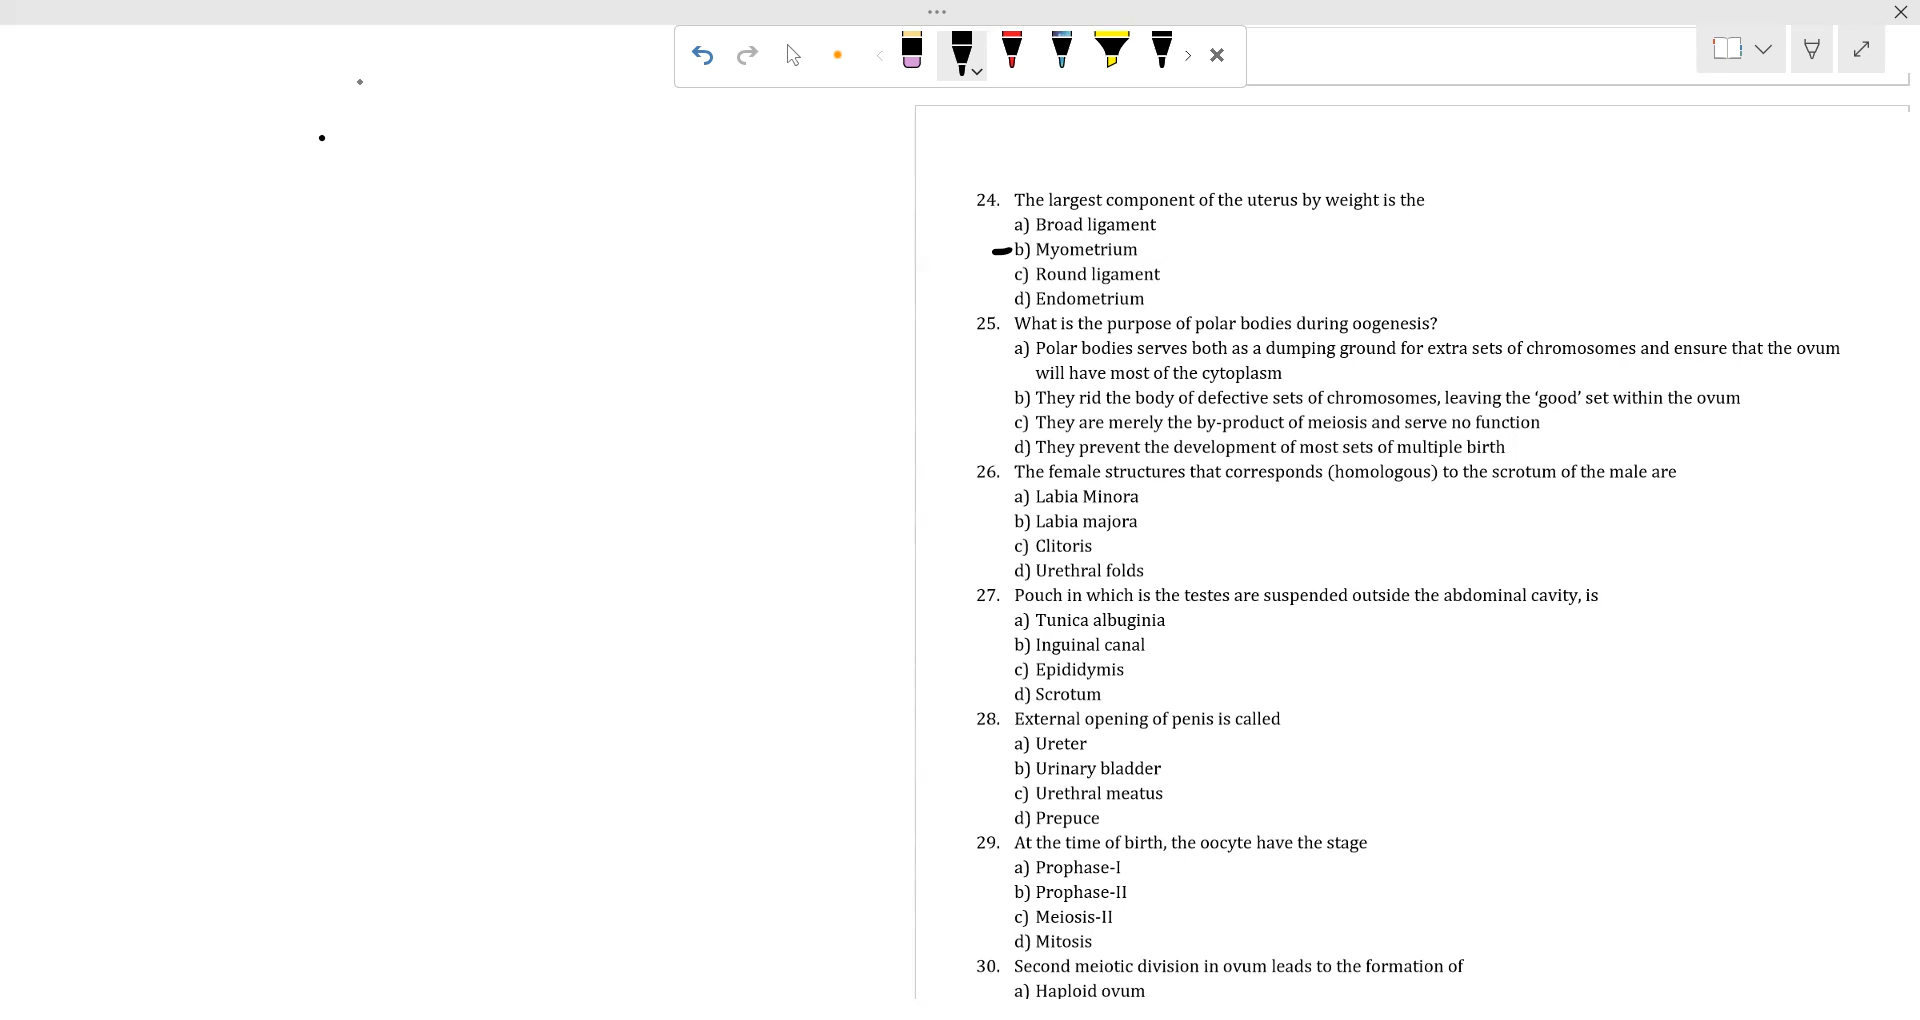 24. The largest component of the uterus by weight is the
a) Broad ligament
b) Myometrium
c) Round ligament
d) Endometrium
25. What is the purpose of polar bodies during oogenesis?
a) Polar bodies serves both as a dumping ground for extra sets of chromosomes and ensure that the ovum
will have most of the cytoplasm
b) They rid the body of defective sets of chromosomes, leaving the ‘good’ set within the ovum
c) They are merely the by-product of meiosis and serve no function
d) They prevent the development of most sets of multiple birth
26. The female structures that corresponds (homologous) to the scrotum of the male are
a) Labia Minora
b) Labia majora
c) Clitoris
d) Urethral folds
27. Pouch in which is the testes are suspended outside the abdominal cavity, is
a) Tunica albuginia
b) Inguinal canal
c) Epididymis
d) Scrotum
28. External opening of penis is called
a) Ureter
b) Urinary bladder
c) Urethral meatus
d) Prepuce
29. At the time of birth, the oocyte have the stage
a) Prophase-I
b) Prophase-II
c) Meiosis-II
d) Mitosis
30. Second meiotic division in ovum leads to the formation of
a) Haploid ovum